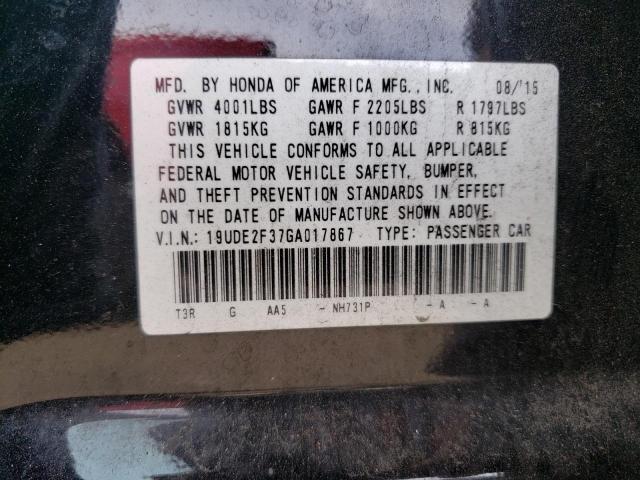 MFD. BY HONDA OF AMERICA MFG., INC. 08/'15
GVWR 4001LBS GAWR F 2205LBS R 1797LBS
GVWR 1815KG GAWR F 1000KG R 815KG
THIS VEHICLE CONFORMS TO ALL APPLICABLE
FEDERAL MOTOR VEHICLE SAFETY, BUMPER,
AND THEFT PREVENTION STANDARDS IN EFFECT
ON THE DATE OF MANUFACTURE SHOWN ABOVE.
V.I.N.: 19UDE2F37GA017867 TYPE: PASSENGER CAR
T3R G AA5 - NH731P - A - A